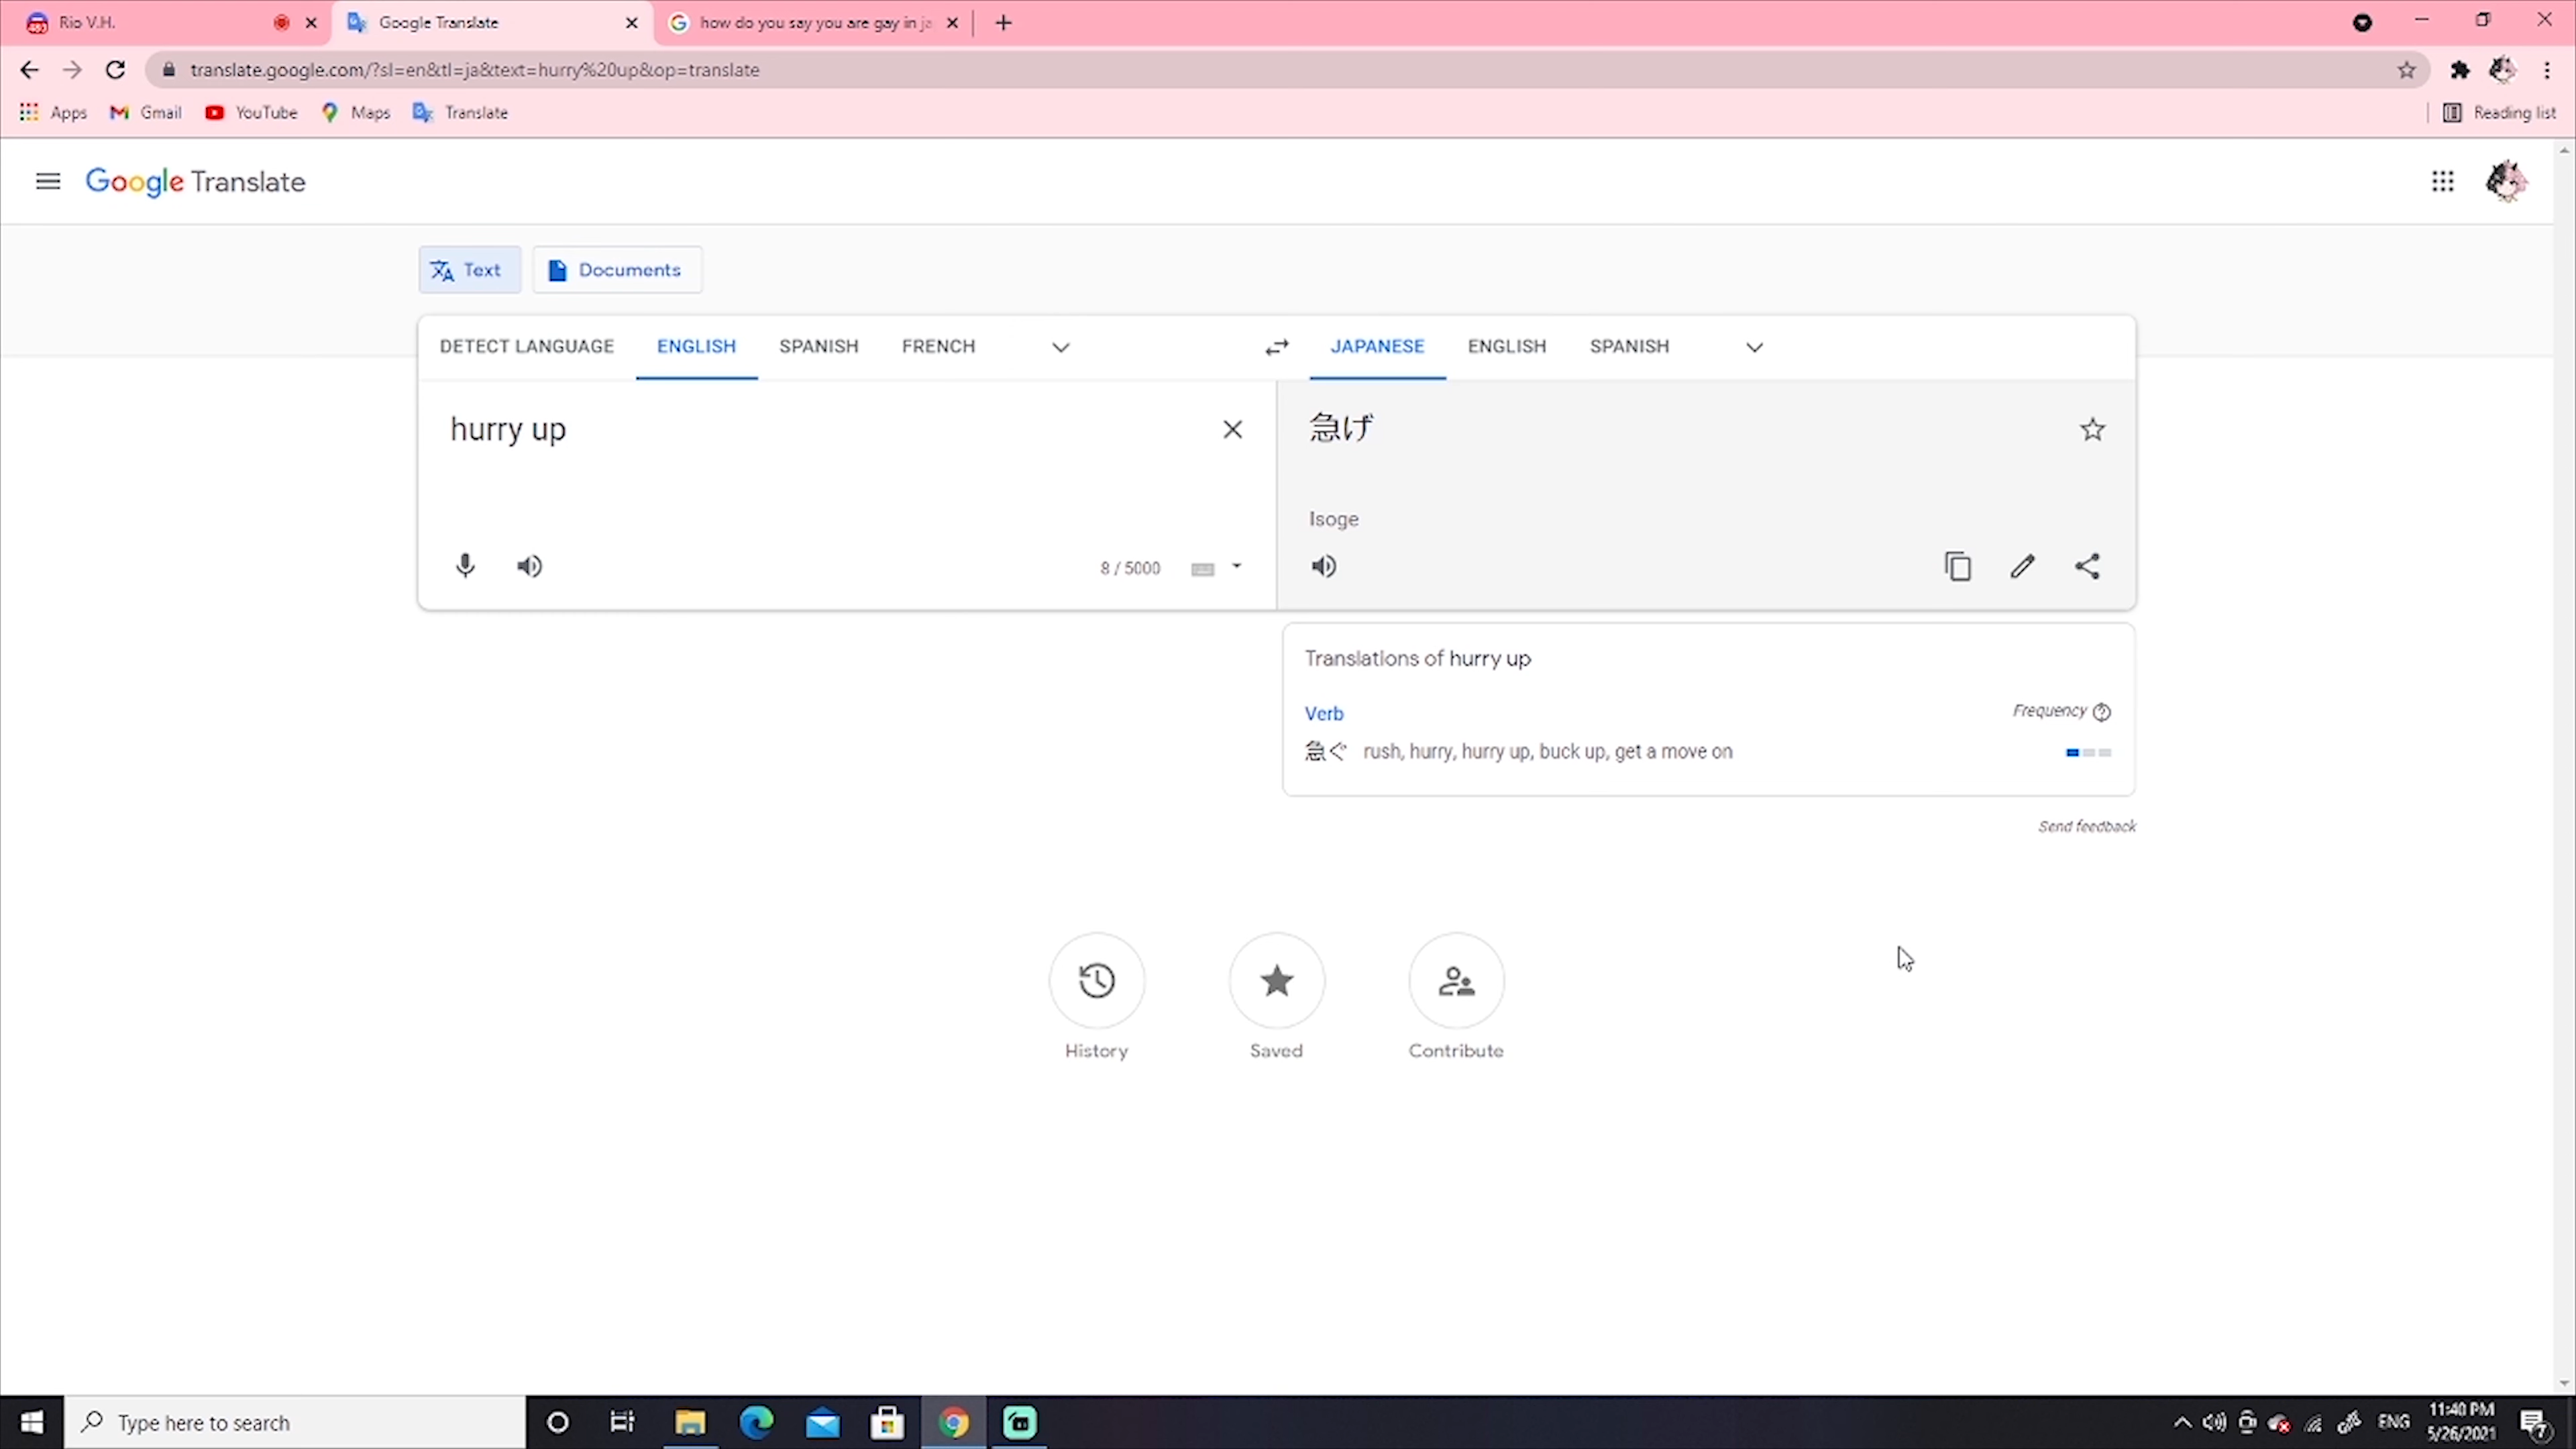 Rio V.H.
Google Translate
how do you say you are gay in ja
translate.google.com/?sl=en&tl=ja&text=hurry%20up&op=translate
Apps
Gmail
YouTube
Maps
Translate
Reading list
Google Translate
Text
Documents
DETECT LANGUAGE
ENGLISH
SPANISH
FRENCH
JAPANESE
ENGLISH
SPANISH
hurry up
急げ
Isoge
8 / 5000
Translations of hurry up
Verb
Frequency
急ぐ rush, hurry, hurry up, buck up, get a move on
Send feedback
History
Saved
Contribute
Type here to search
ENG
11:40 PM
5/26/2021
7